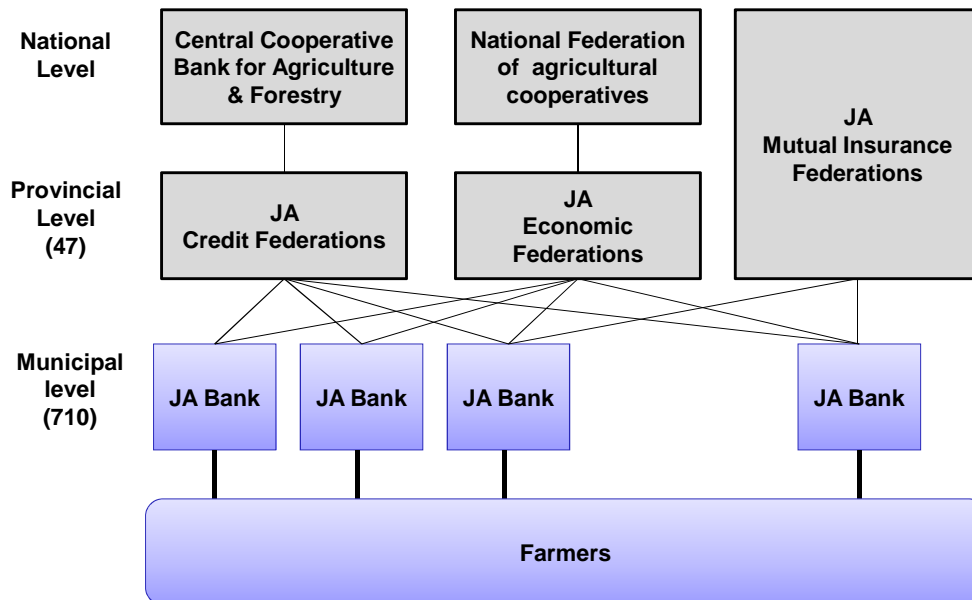 National
Level
Central Cooperative
Bank for Agriculture
& Forestry
National Federation
of agricultural
cooperatives
JA
Mutual Insurance
Federations
Provincial
Level
(47)
JA
Credit Federations
JA
Economic
Federations
Municipal
level
(710)
JA Bank
JA Bank
JA Bank
JA Bank
Farmers